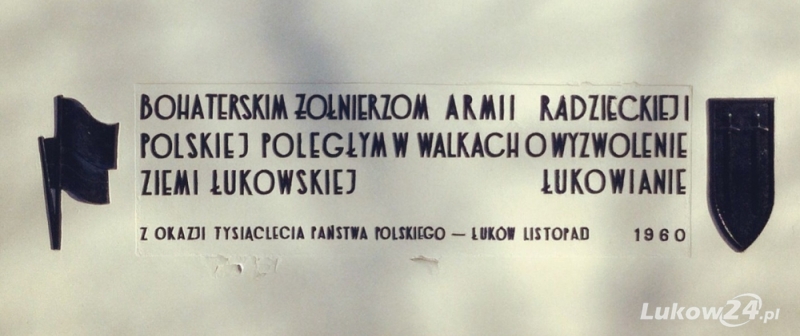 BOHATERSKIM ŻOŁNIERZOM ARMII RADZIECKIEJ I
POLSKIEJ POLEGŁYM W WALKACH O WYZWOLENIE
ZIEMI ŁUKOWSKIEJ ŁUKOWIANIE
Z OKAZJI TYSIĄCLECIA PAŃSTWA POLSKIEGO — ŁUKÓW LISTOPAD 1960
Lukow24.pl